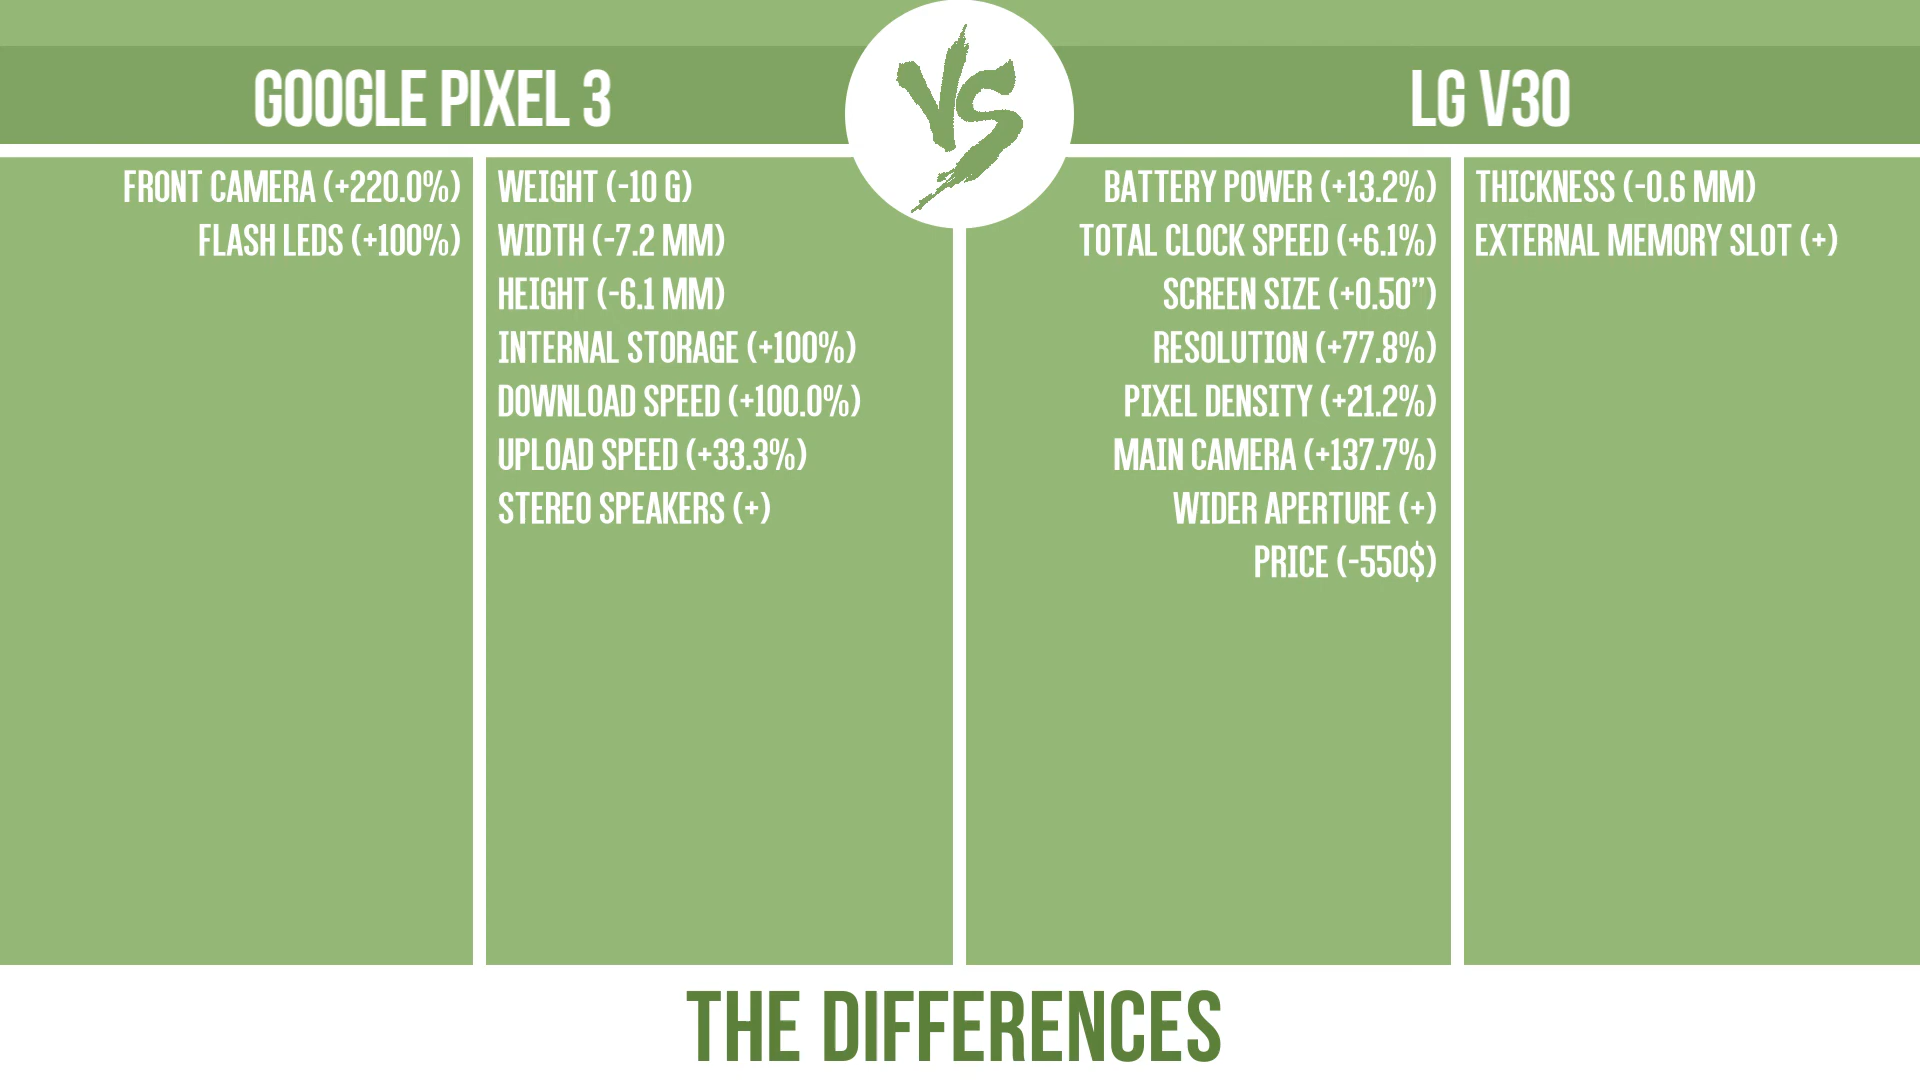 GOOGLE PIXEL 3
VS
LG V30
FRONT CAMERA (+220.0%)
FLASH LEDS (+100%)
WEIGHT (-10 G)
WIDTH (-7.2 MM)
HEIGHT (-6.1 MM)
INTERNAL STORAGE (+100%)
DOWNLOAD SPEED (+100.0%)
UPLOAD SPEED (+33.3%)
STEREO SPEAKERS (+)
BATTERY POWER (+13.2%)
TOTAL CLOCK SPEED (+6.1%)
SCREEN SIZE (+0.50”)
RESOLUTION (+77.8%)
PIXEL DENSITY (+21.2%)
MAIN CAMERA (+137.7%)
WIDER APERTURE (+)
PRICE (-550$)
THICKNESS (-0.6 MM)
EXTERNAL MEMORY SLOT (+)
THE DIFFERENCES